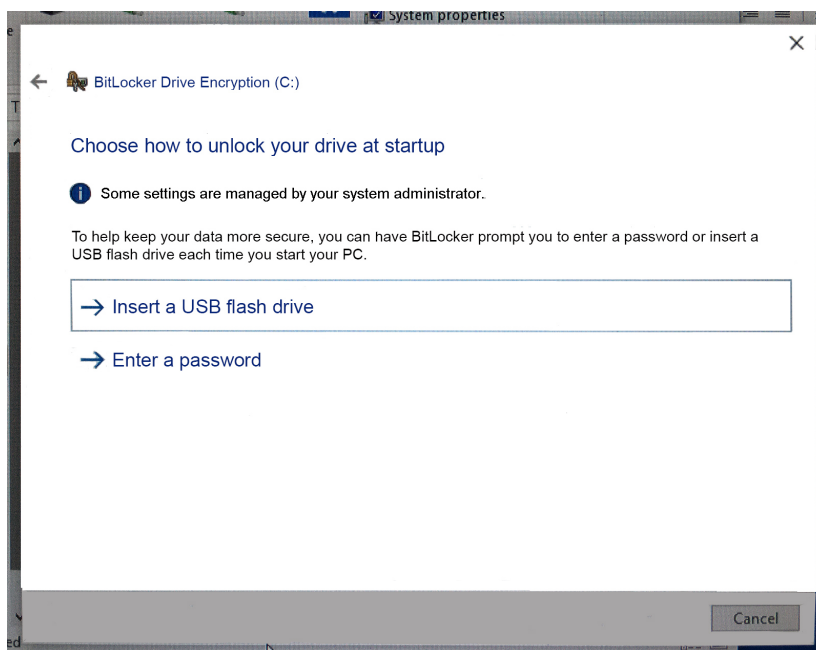 System properties
BitLocker Drive Encryption (C:)
Choose how to unlock your drive at startup
Some settings are managed by your system administrator.
To help keep your data more secure, you can have BitLocker prompt you to enter a password or insert a
USB flash drive each time you start your PC.
Insert a USB flash drive
Enter a password
Cancel